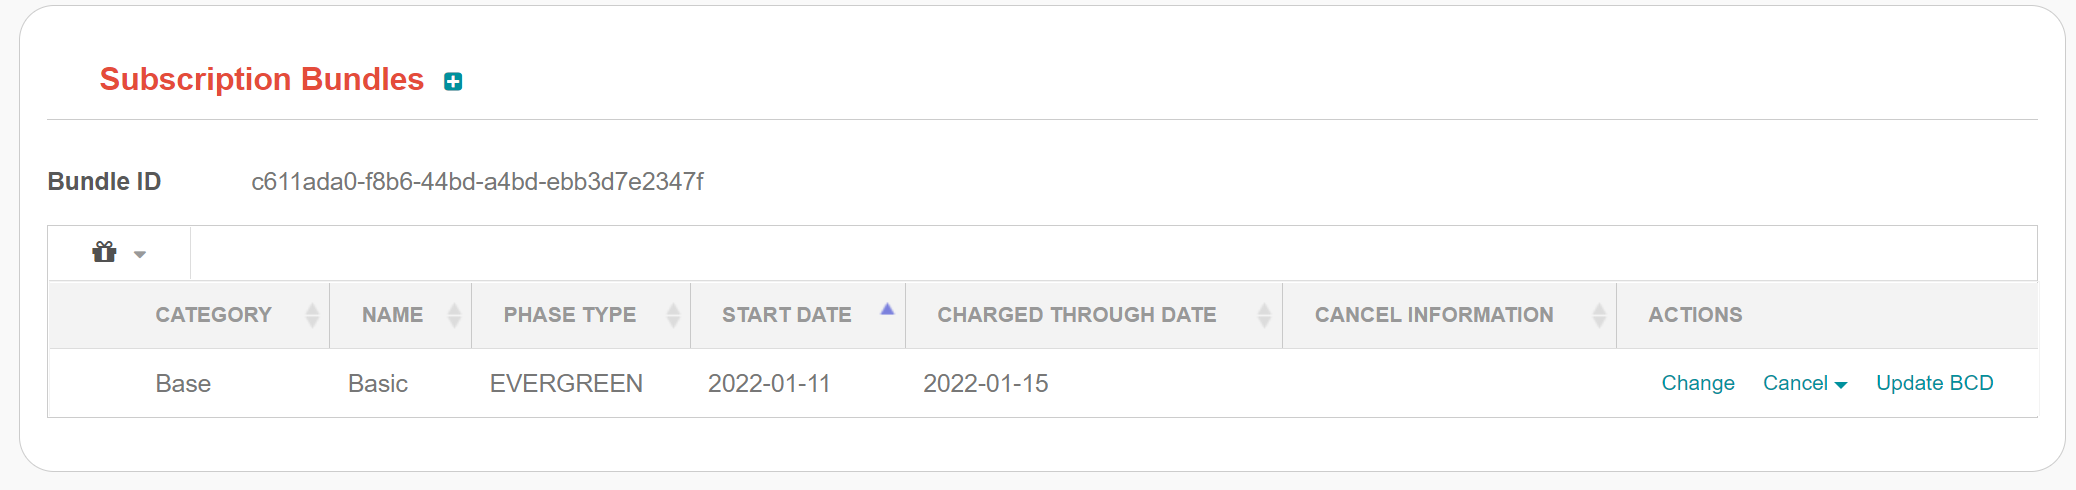 Subscription Bundles
Bundle ID c611ada0-f8b6-44bd-a4bd-ebb3d7e2347f
CATEGORY NAME PHASE TYPE START DATE CHARGED THROUGH DATE CANCEL INFORMATION ACTIONS
Base Basic EVERGREEN 2022-01-11 2022-01-15 Change Cancel Update BCD